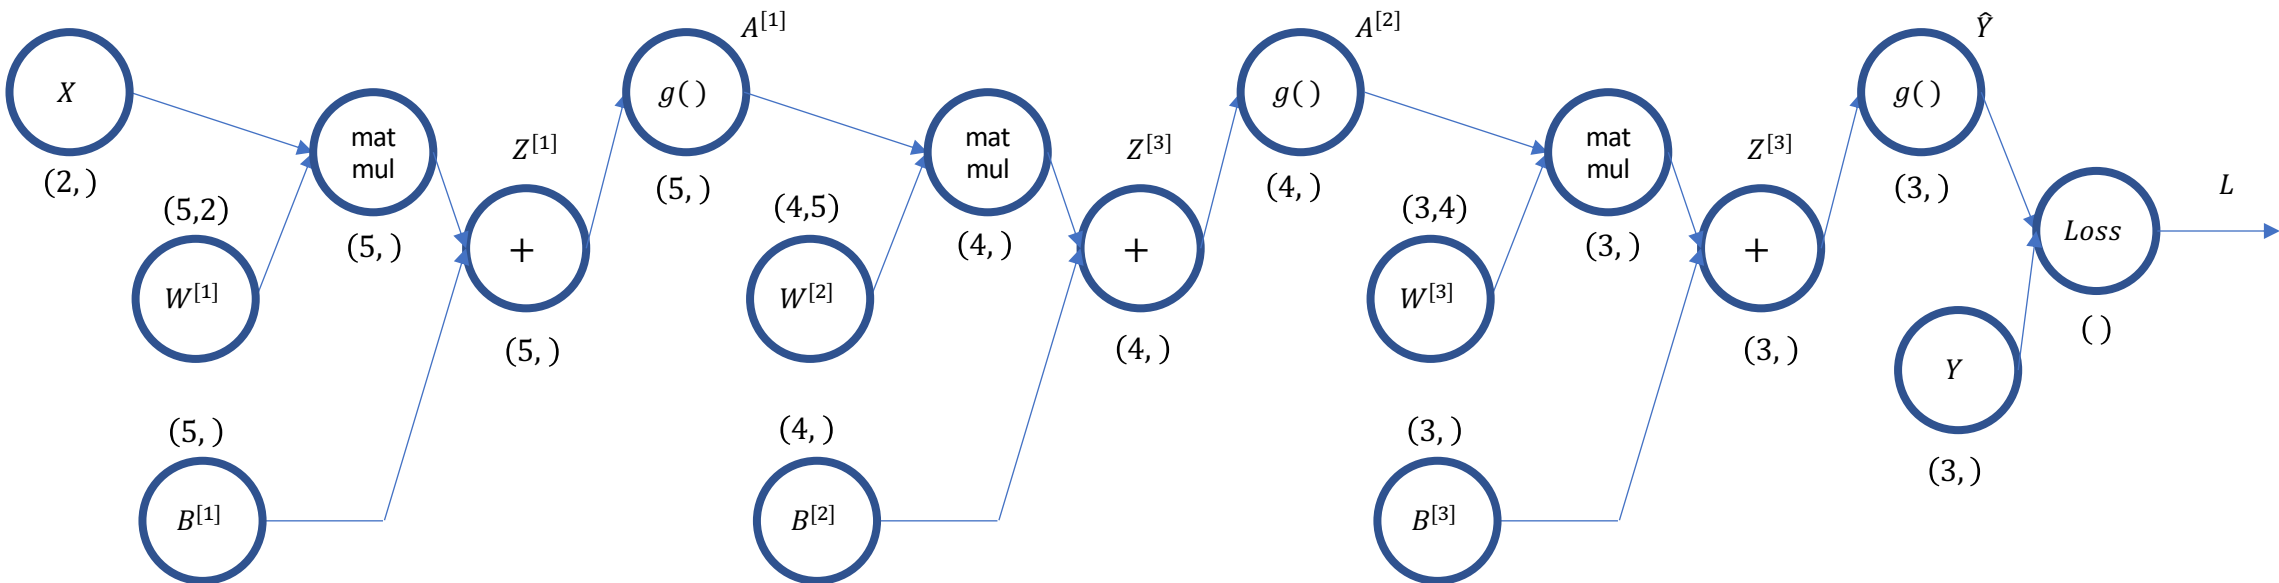 X
(2, )
(5,2)
W^{[1]}
(5, )
B^{[1]}
mat
mul
(5, )
Z^{[1]}
+
(5, )
A^{[1]}
g( )
(5, )
(4,5)
W^{[2]}
(4, )
B^{[2]}
mat
mul
(4, )
Z^{[3]}
+
(4, )
A^{[2]}
g( )
(4, )
(3,4)
W^{[3]}
(3, )
B^{[3]}
mat
mul
(3, )
Z^{[3]}
+
(3, )
Ŷ
g( )
(3, )
Y
(3, )
Loss
( )
L